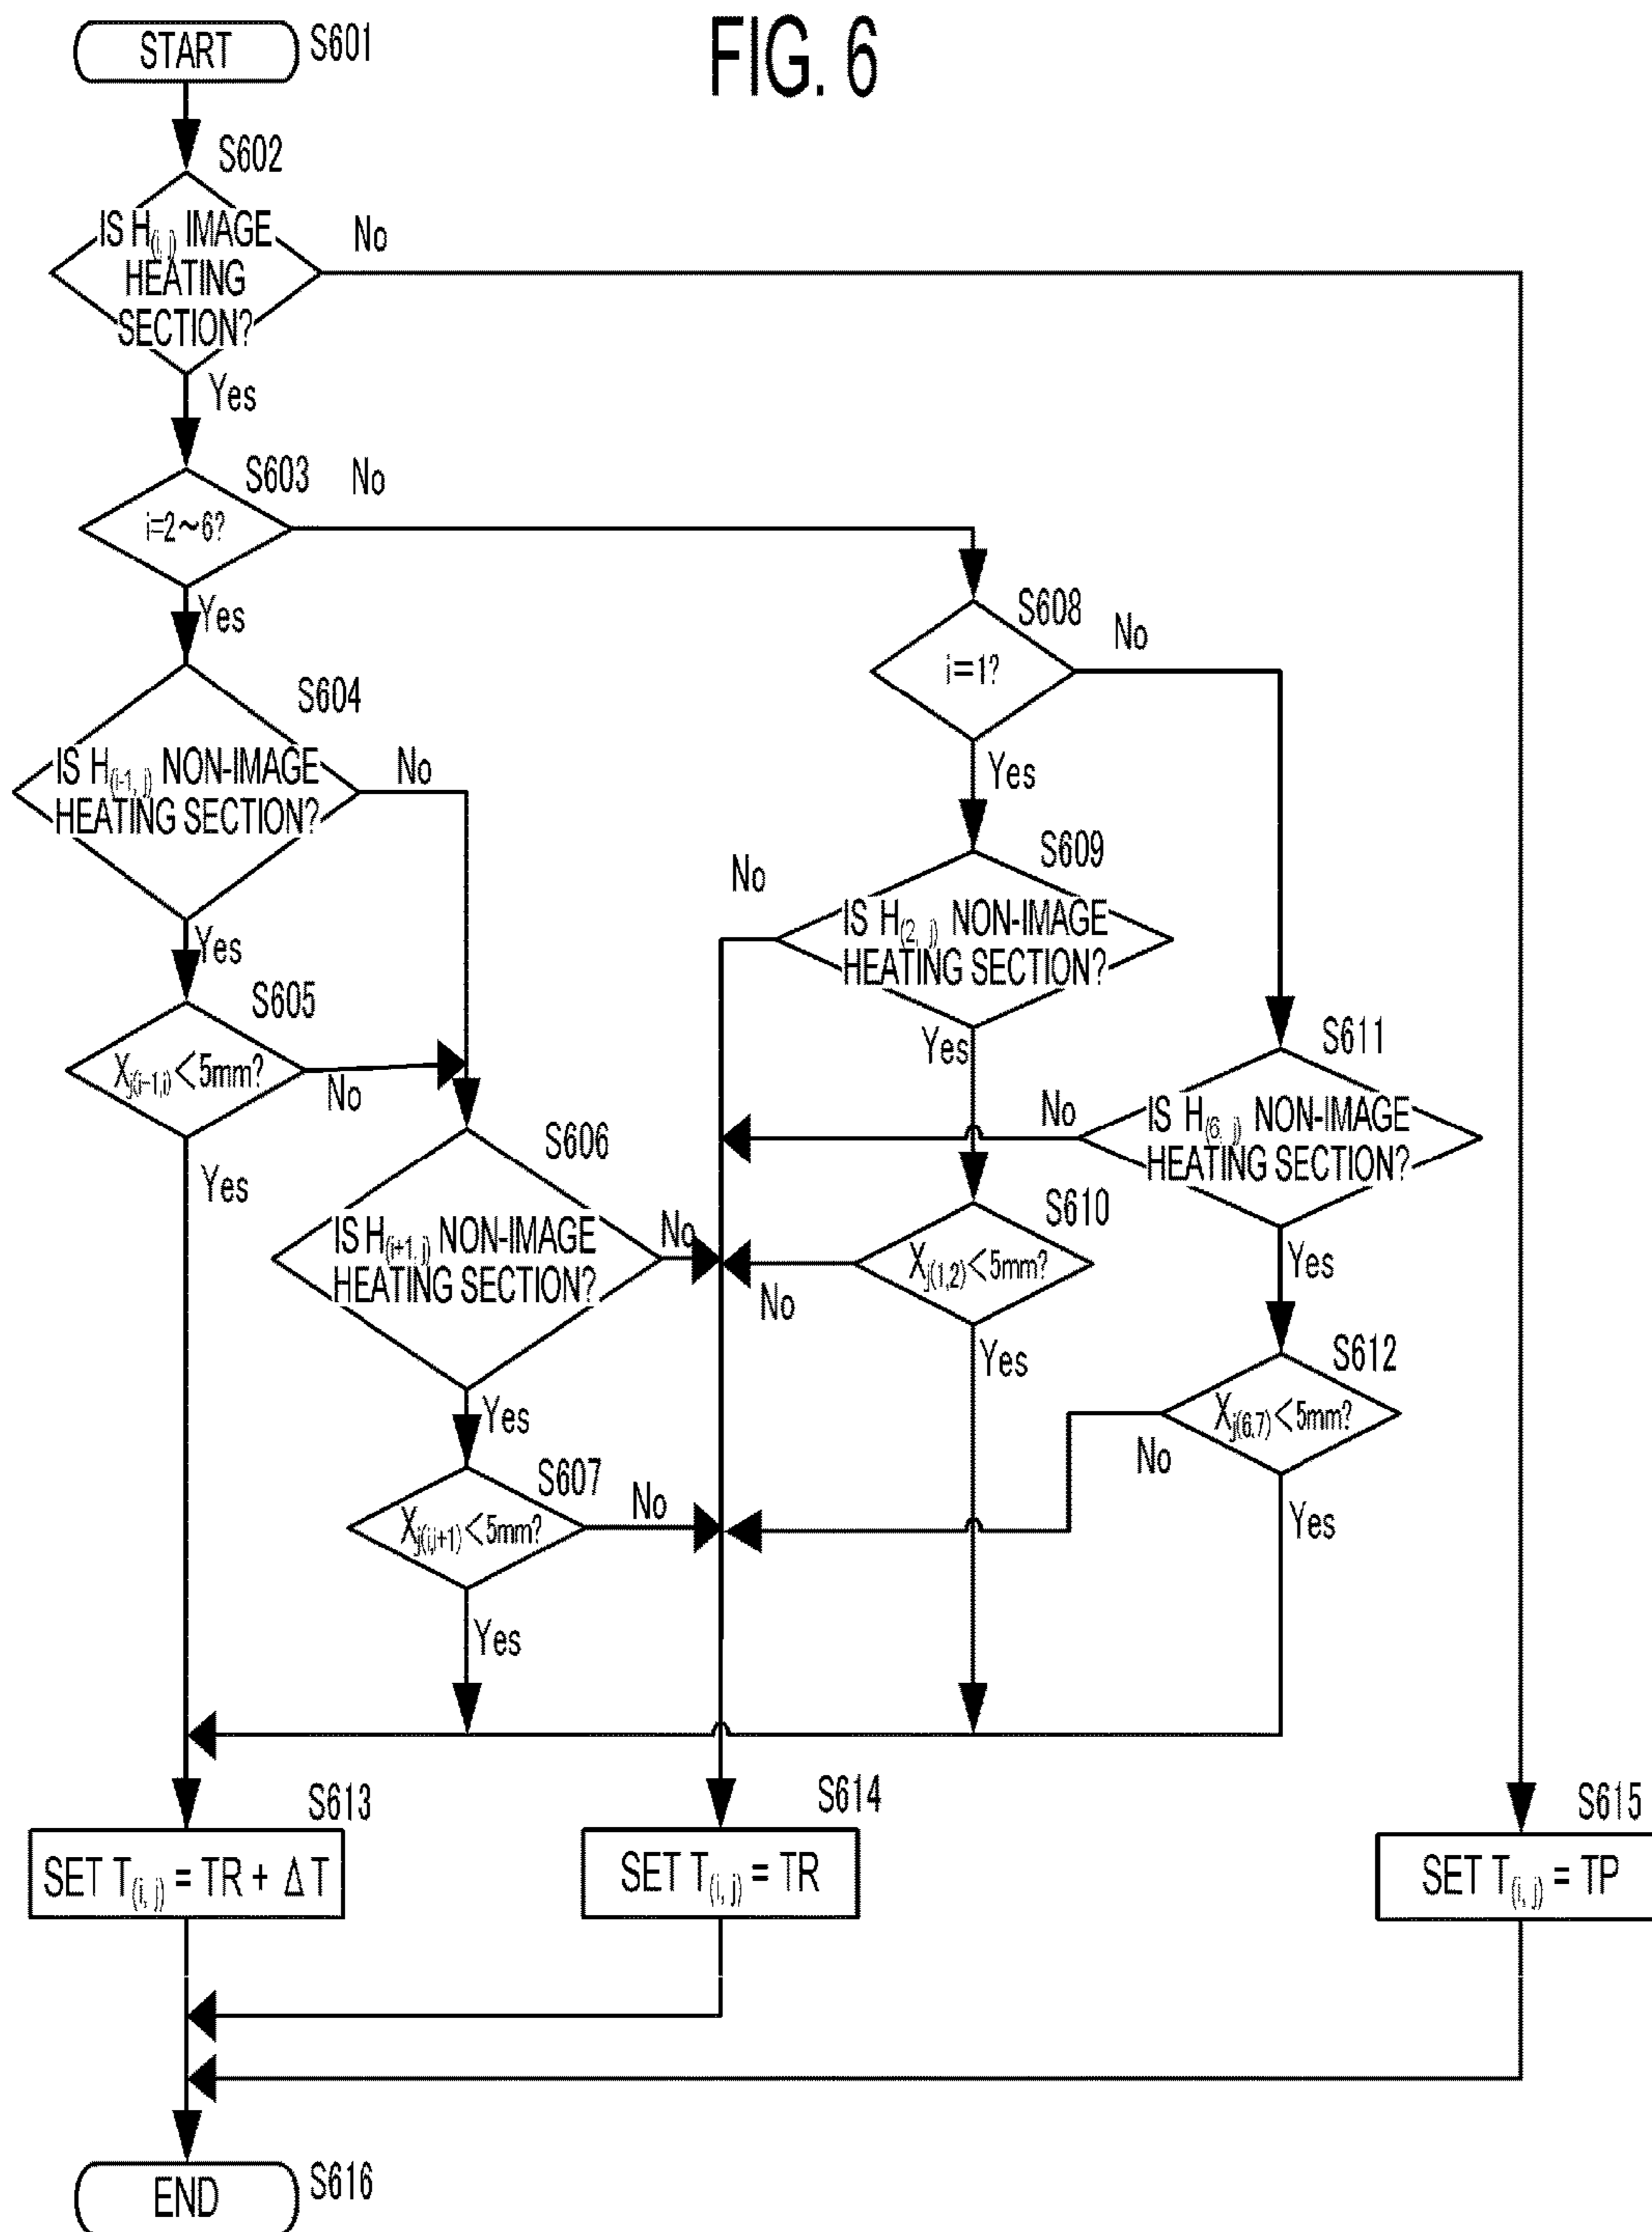 FIG. 6
START
S601
S602
IS H(i, j) IMAGE
HEATING
SECTION?
No
Yes
S603
No
i=2~6?
Yes
S608
No
i=1?
Yes
S604
IS H(i-1, j) NON-IMAGE
HEATING SECTION?
No
Yes
S609
No
IS H(2, j) NON-IMAGE
HEATING SECTION?
Yes
S605
Xj(i-1,i)<5mm?
No
Yes
S611
No
IS H(6, j) NON-IMAGE
HEATING SECTION?
Yes
S606
IS H(i+1, j) NON-IMAGE
HEATING SECTION?
No
Yes
S610
Xj(1,2)<5mm?
No
Yes
S612
Xj(6,7)<5mm?
No
Yes
S607
Xj(i,i+1)<5mm?
No
Yes
S613
SET T(i, j) = TR + ΔT
S614
SET T(i, j) = TR
S615
SET T(i, j) = TP
END
S616